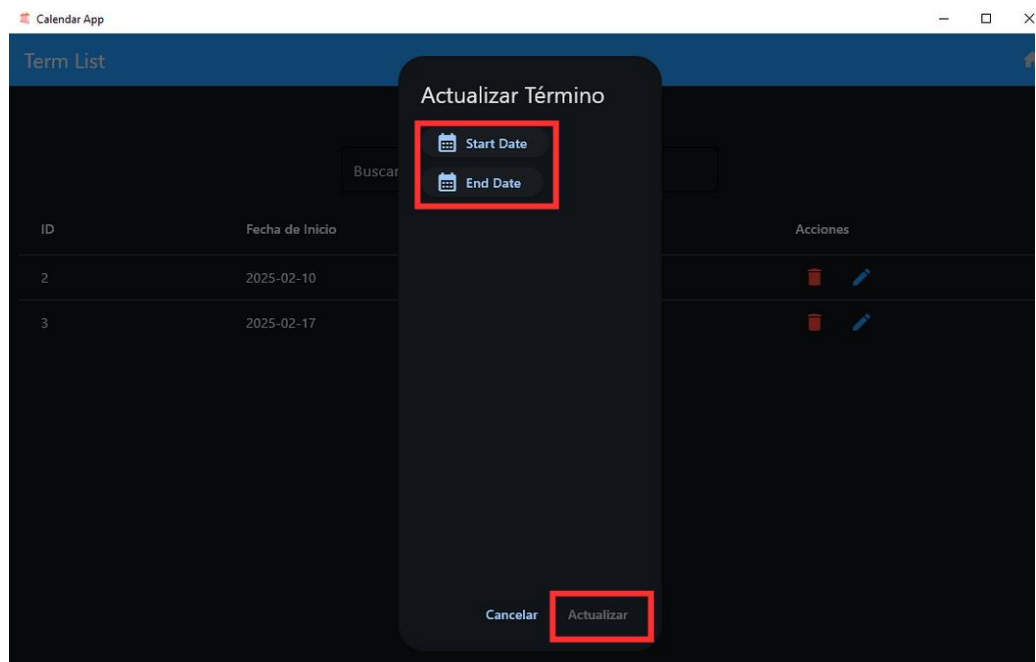 Calendar App
Term List
Actualizar Término
Start Date
Buscar
End Date
ID Fecha de Inicio Acciones
2 2025-02-10
3 2025-02-17
Cancelar Actualizar